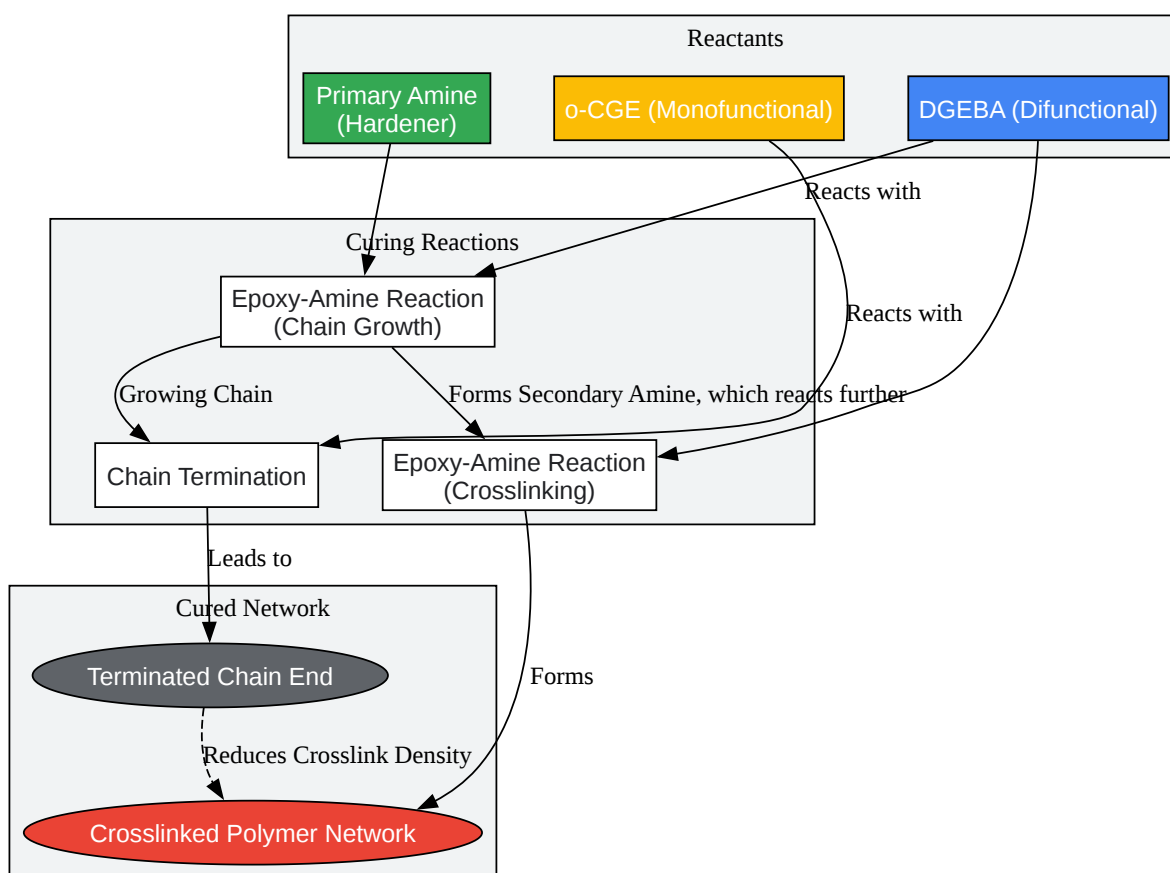 Reactants
Primary Amine
(Hardener)
o-CGE (Monofunctional)
DGEBA (Difunctional)
Reacts with
Curing Reactions
Epoxy-Amine Reaction
(Chain Growth)
Reacts with
Growing Chain
Forms Secondary Amine, which reacts further
Chain Termination
Epoxy-Amine Reaction
(Crosslinking)
Leads to
Cured Network
Terminated Chain End
Forms
Reduces Crosslink Density
Crosslinked Polymer Network